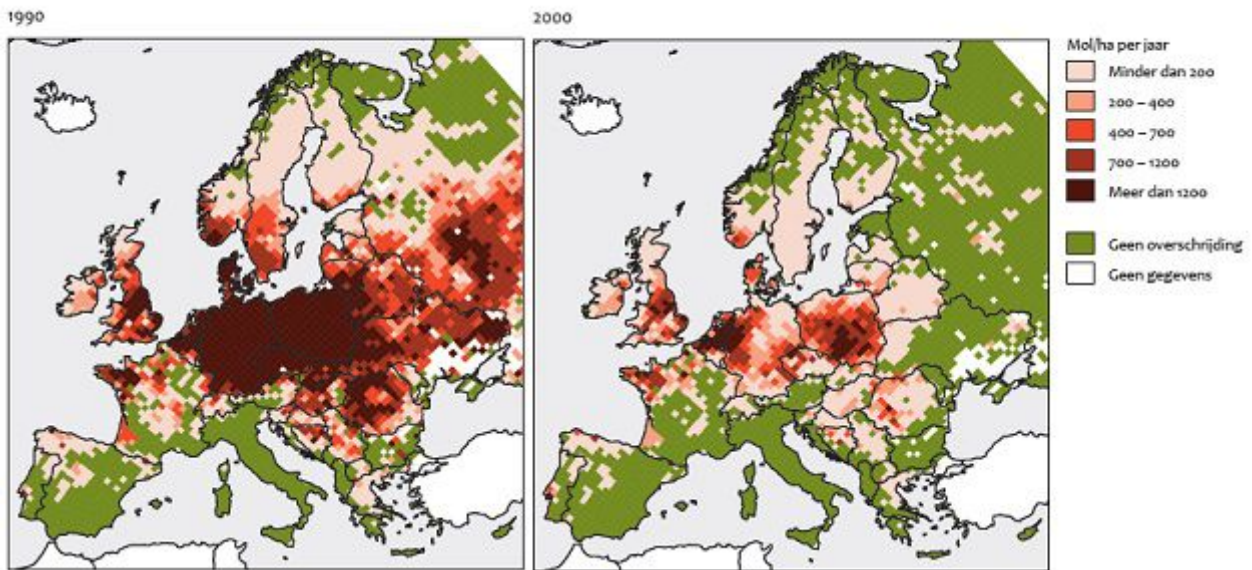 1990
2000
Mol/ha per jaar
Minder dan 200
200 – 400
400 – 700
700 – 1200
Meer dan 1200
Geen overschrijding
Geen gegevens